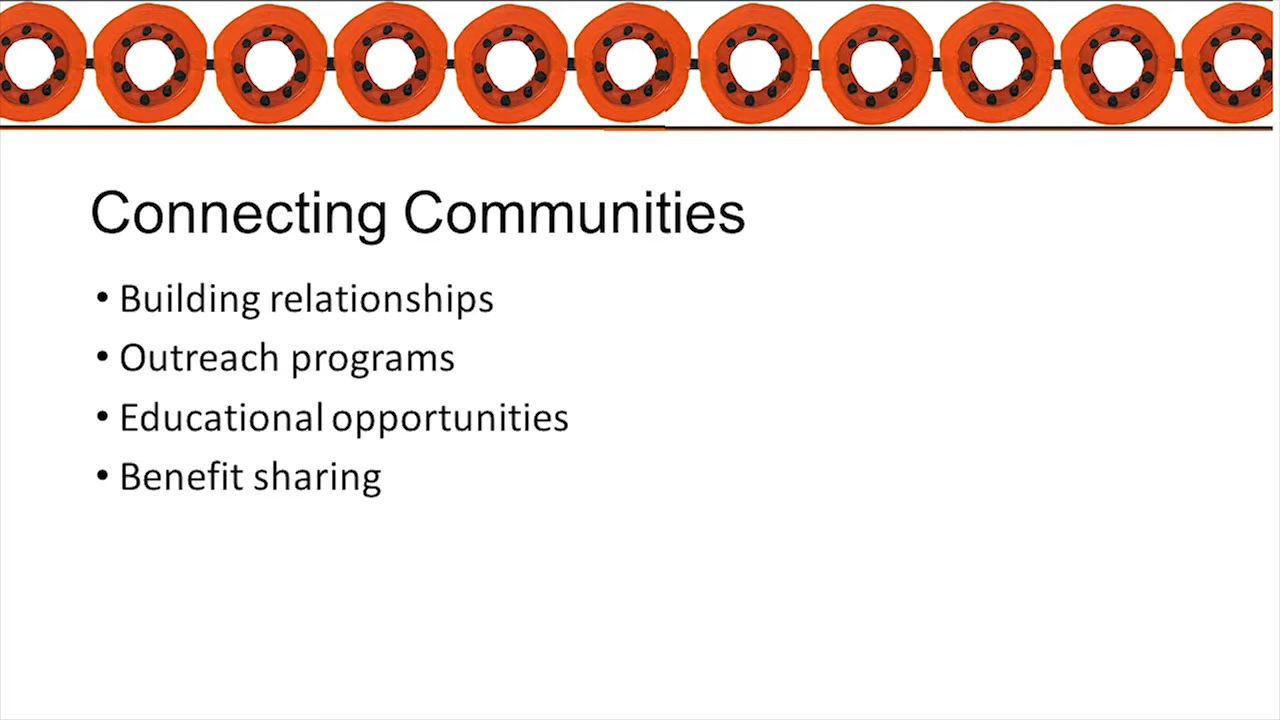 Connecting Communities
• Building relationships
• Outreach programs
• Educational opportunities
• Benefit sharing